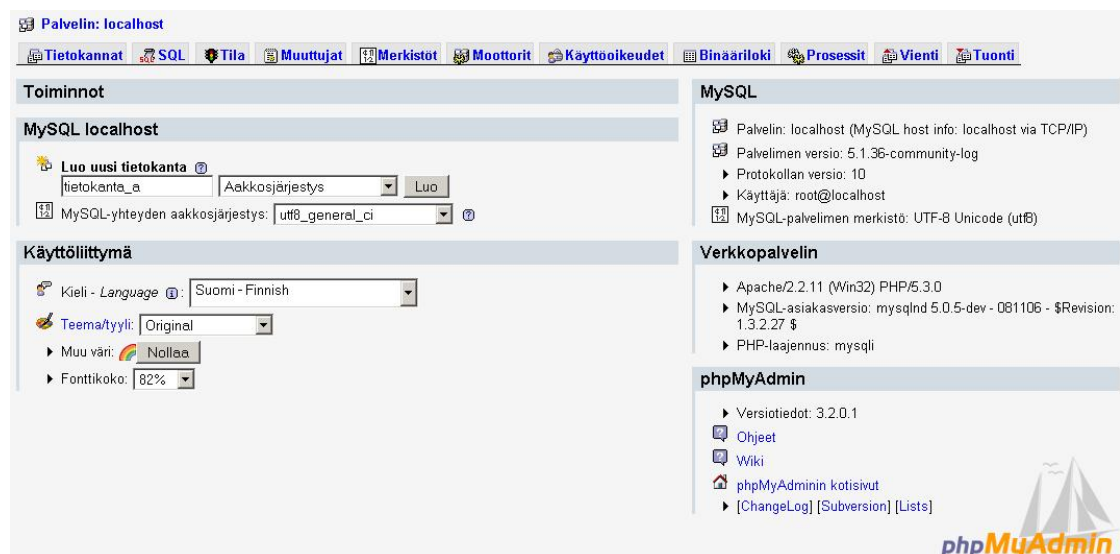 Palvelin: localhost
Tietokannat SQL Tila Muuttujat Merkistöt Moottorit Käyttöoikeudet Binääriloki Prosessit Vienti Tuonti
Toiminnot
MySQL localhost
Luo uusi tietokanta
tietokanta_a Aakkosjärjestys Luo
MySQL-yhteyden aakkosjärjestys: utf8_general_ci
Käyttöliittymä
Kieli - Language : Suomi - Finnish
Teema/tyyli: Original
Muu väri: Nollaa
Fonttikoko: 82%
MySQL
Palvelin: localhost (MySQL host info: localhost via TCP/IP)
Palvelimen versio: 5.1.36-community-log
Protokollan versio: 10
Käyttäjä: root@localhost
MySQL-palvelimen merkistö: UTF-8 Unicode (utf8)
Verkkopalvelin
Apache/2.2.11 (Win32) PHP/5.3.0
MySQL-asiakasversio: mysqlnd 5.0.5-dev - 081106 - $Revision:
1.3.2.27 $
PHP-laajennus: mysqli
phpMyAdmin
Versiotiedot: 3.2.0.1
Ohjeet
Wiki
phpMyAdminin kotisivut
[ChangeLog] [Subversion] [Lists]
phpMyAdmin